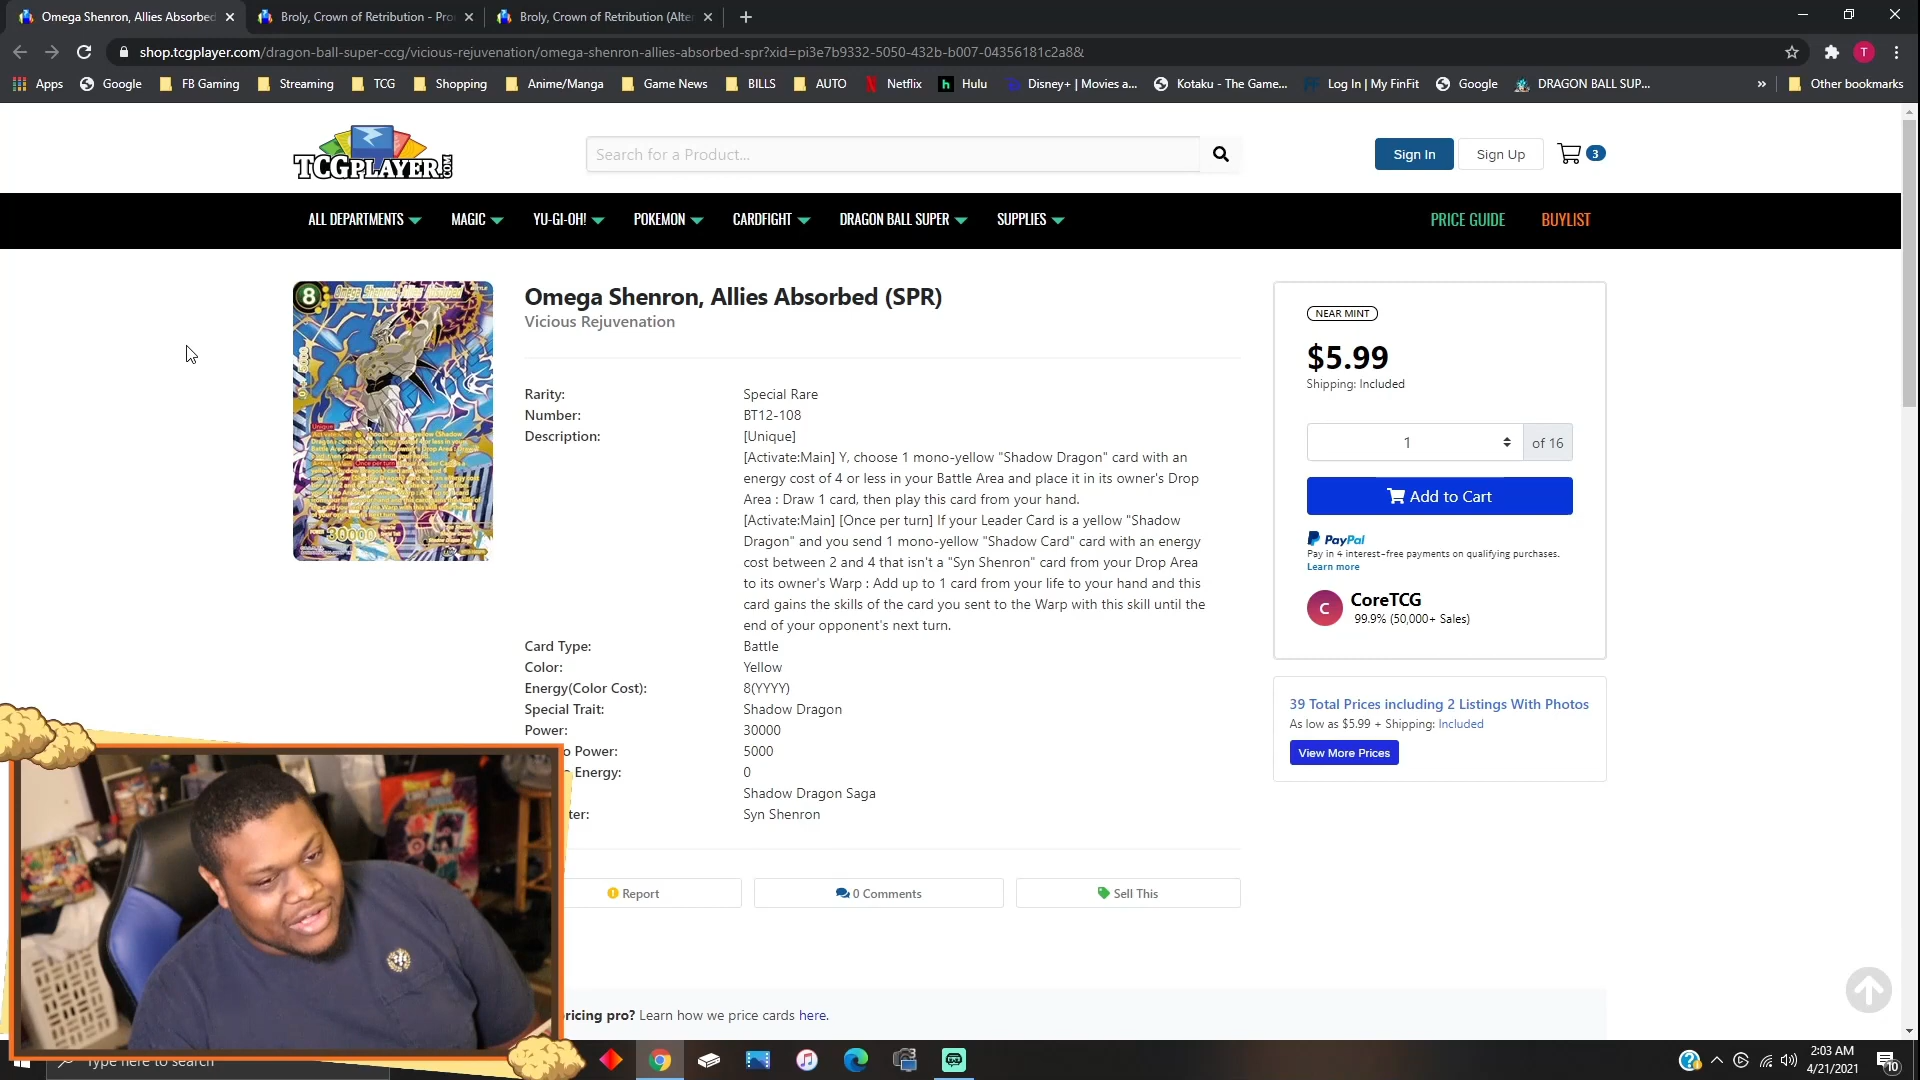 Omega Shenron, Allies Absorbed
Broly, Crown of Retribution - Pro
Broly, Crown of Retribution (Alter
shop.tcgplayer.com/dragon-ball-super-ccg/vicious-rejuvenation/omega-shenron-allies-absorbed-spr?xid=pi3e7b9332-5050-432b-b007-04356181c2a8&
T
Apps Google FB Gaming Streaming TCG Shopping Anime/Manga Game News BILLS AUTO Netflix Hulu Disney+ | Movies a... Kotaku - The Game... Log In | My FinFit Google DRAGON BALL SUP... » Other bookmarks
TCGPLAYER.COM
Search for a Product...
Sign In
Sign Up
3
ALL DEPARTMENTS MAGIC YU-GI-OH! POKEMON CARDFIGHT DRAGON BALL SUPER SUPPLIES PRICE GUIDE BUYLIST
8
Omega Shenron, Allies Absorbed
30000
Omega Shenron, Allies Absorbed (SPR)
Vicious Rejuvenation
Rarity: Special Rare
Number: BT12-108
Description: [Unique]
[Activate:Main] Y, choose 1 mono-yellow "Shadow Dragon" card with an
energy cost of 4 or less in your Battle Area and place it in its owner's Drop
Area : Draw 1 card, then play this card from your hand.
[Activate:Main] [Once per turn] If your Leader Card is a yellow "Shadow
Dragon" and you send 1 mono-yellow "Shadow Card" card with an energy
cost between 2 and 4 that isn't a "Syn Shenron" card from your Drop Area
to its owner's Warp : Add up to 1 card from your life to your hand and this
card gains the skills of the card you sent to the Warp with this skill until the
end of your opponent's next turn.
Card Type: Battle
Color: Yellow
Energy(Color Cost): 8(YYYY)
Special Trait: Shadow Dragon
Power: 30000
o Power: 5000
Energy: 0
Shadow Dragon Saga
ter: Syn Shenron
Report
0 Comments
Sell This
ricing pro? Learn how we price cards here.
NEAR MINT
$5.99
Shipping: Included
1 of 16
Add to Cart
PayPal
Pay in 4 interest-free payments on qualifying purchases.
Learn more
C
CoreTCG
99.9% (50,000+ Sales)
39 Total Prices including 2 Listings With Photos
As low as $5.99 + Shipping: Included
View More Prices
Type here to search
2:03 AM
4/21/2021
10